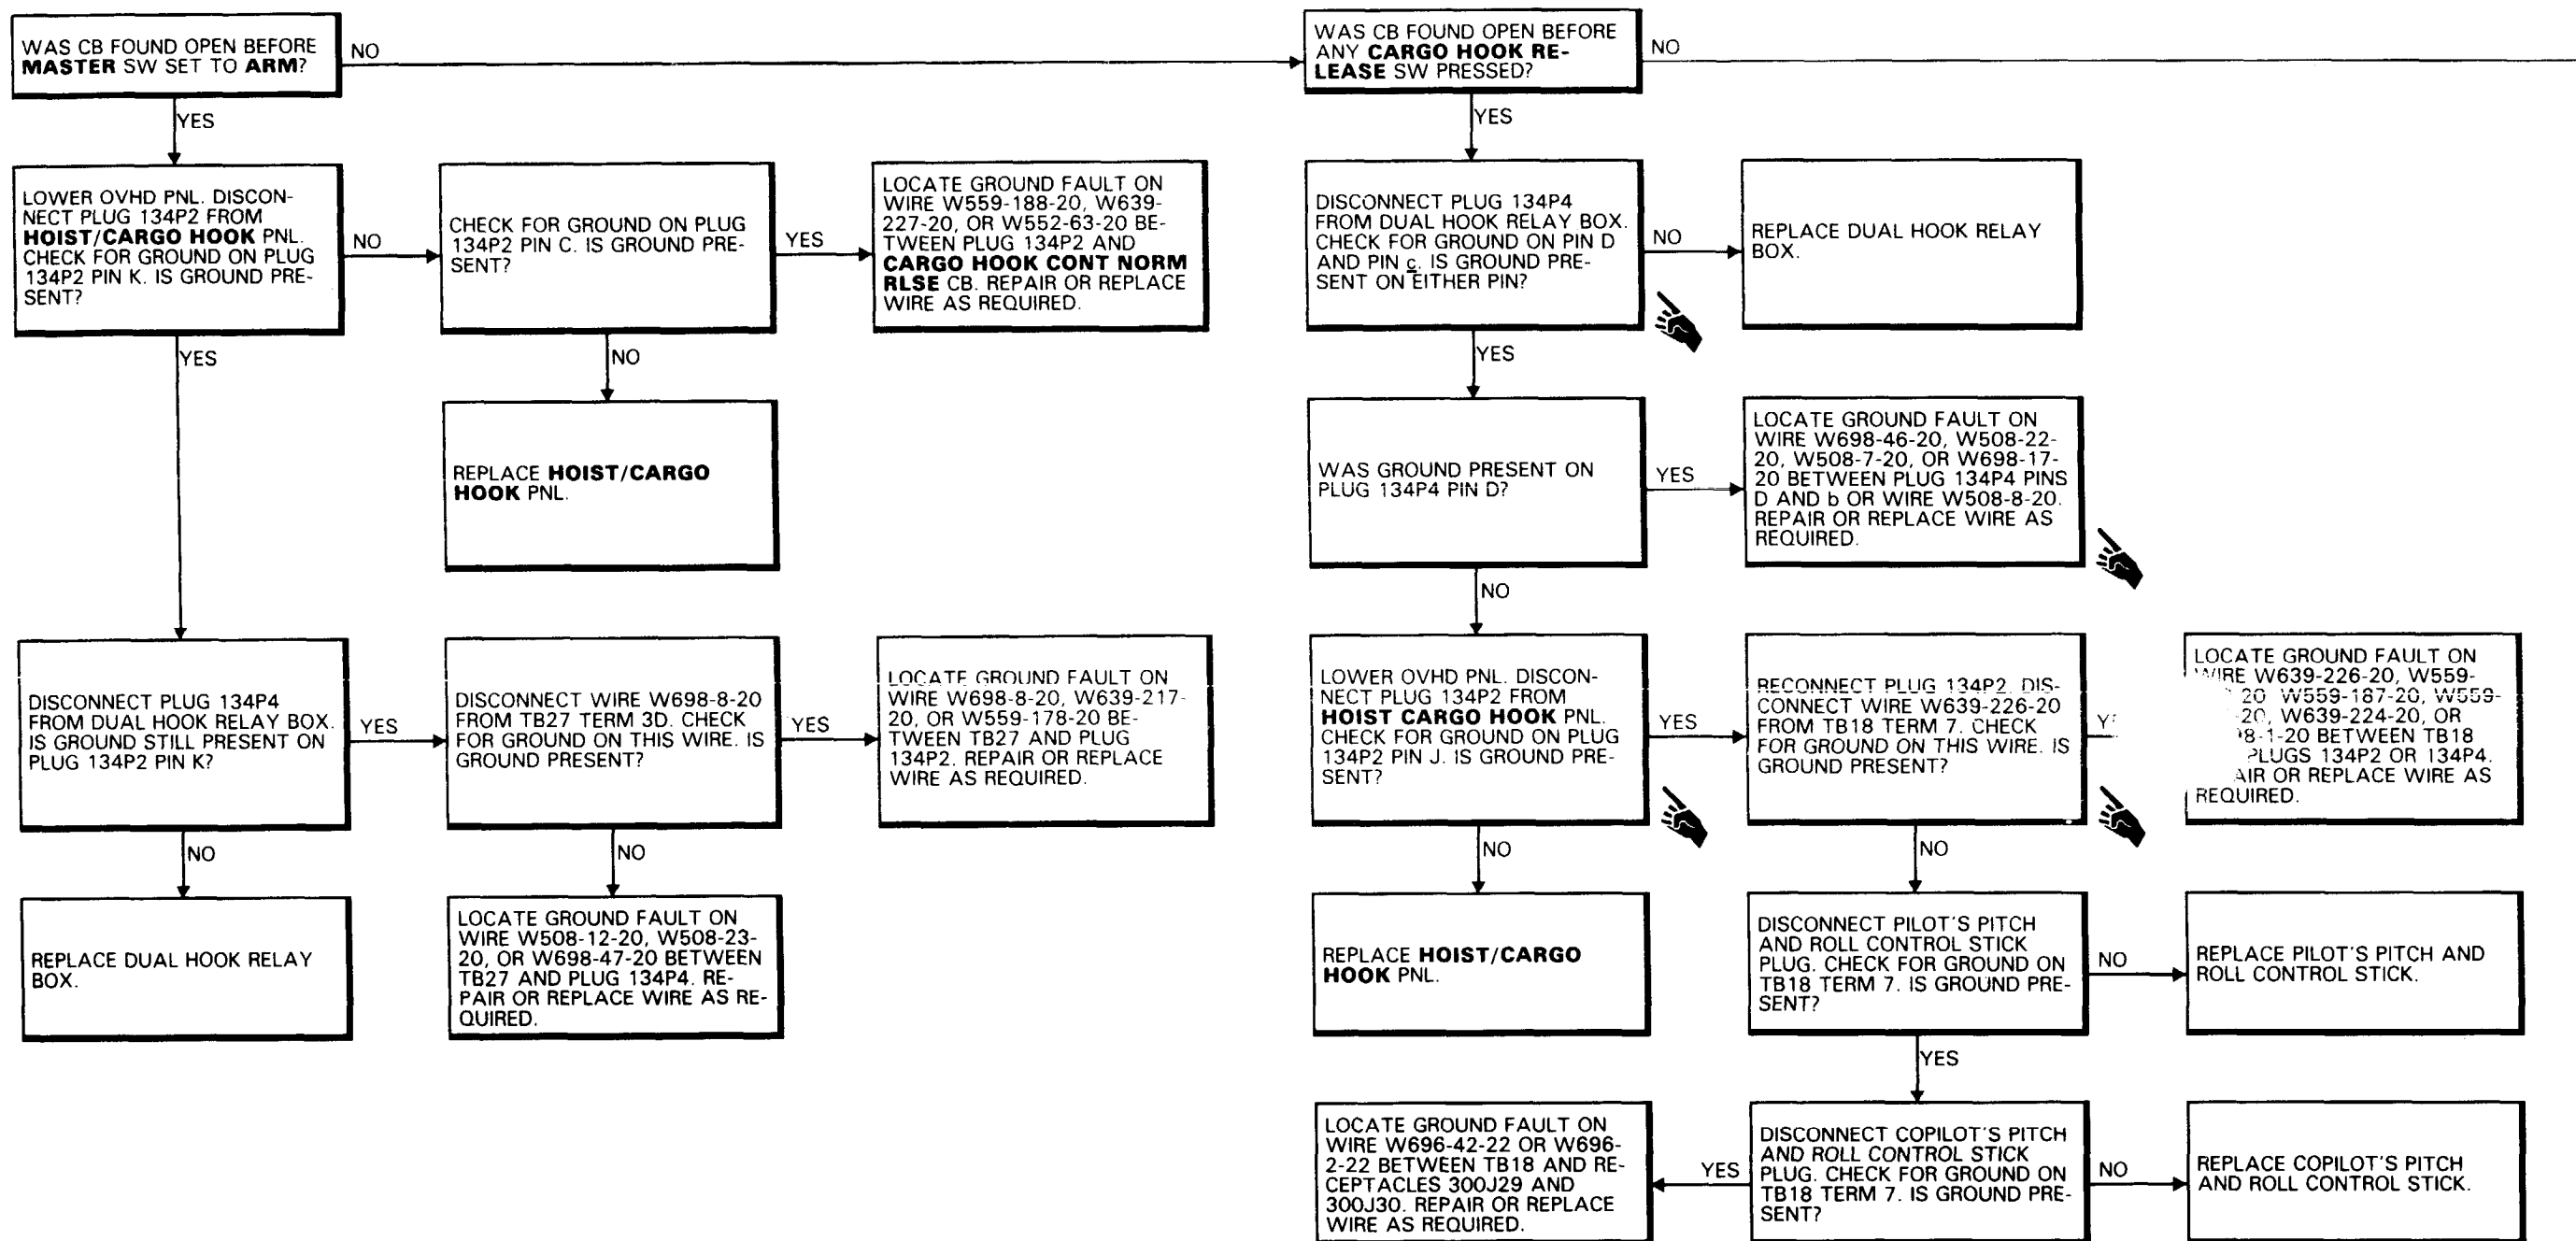 WAS CB FOUND OPEN BEFORE
MASTER SW SET TO ARM?
NO
YES
WAS CB FOUND OPEN BEFORE
ANY CARGO HOOK RE-
LEASE SW PRESSED?
NO
YES
LOWER OVHD PNL. DISCON-
NECT PLUG 134P2 FROM
HOIST/CARGO HOOK PNL.
CHECK FOR GROUND ON PLUG
134P2 PIN K. IS GROUND PRE-
SENT?
NO
YES
CHECK FOR GROUND ON PLUG
134P2 PIN C. IS GROUND PRE-
SENT?
YES
NO
LOCATE GROUND FAULT ON
WIRE W559-188-20, W639-
227-20, OR W552-63-20 BE-
TWEEN PLUG 134P2 AND
CARGO HOOK CONT NORM
RLSE CB. REPAIR OR REPLACE
WIRE AS REQUIRED.
DISCONNECT PLUG 134P4
FROM DUAL HOOK RELAY BOX.
CHECK FOR GROUND ON PIN D
AND PIN c. IS GROUND PRE-
SENT ON EITHER PIN?
NO
YES
REPLACE DUAL HOOK RELAY
BOX.
REPLACE HOIST/CARGO
HOOK PNL.
WAS GROUND PRESENT ON
PLUG 134P4 PIN D?
YES
NO
LOCATE GROUND FAULT ON
WIRE W698-46-20, W508-22-
20, W508-7-20, OR W698-17-
20 BETWEEN PLUG 134P4 PINS
D AND b OR WIRE W508-8-20.
REPAIR OR REPLACE WIRE AS
REQUIRED.
DISCONNECT PLUG 134P4
FROM DUAL HOOK RELAY BOX.
IS GROUND STILL PRESENT ON
PLUG 134P2 PIN K?
YES
NO
DISCONNECT WIRE W698-8-20
FROM TB27 TERM 3D. CHECK
FOR GROUND ON THIS WIRE. IS
GROUND PRESENT?
YES
NO
LOCATE GROUND FAULT ON
WIRE W698-8-20, W639-217-
20, OR W559-178-20 BE-
TWEEN TB27 AND PLUG
134P2. REPAIR OR REPLACE
WIRE AS REQUIRED.
LOWER OVHD PNL. DISCON-
NECT PLUG 134P2 FROM
HOIST CARGO HOOK PNL.
CHECK FOR GROUND ON PLUG
134P2 PIN J. IS GROUND PRE-
SENT?
YES
NO
RECONNECT PLUG 134P2. DIS-
CONNECT WIRE W639-226-20
FROM TB18 TERM 7. CHECK
FOR GROUND ON THIS WIRE. IS
GROUND PRESENT?
NO
LOCATE GROUND FAULT ON
WIRE W639-226-20, W559-
20 W559-187-20, W559-
-20, W639-224-20, OR
-1-20 BETWEEN TB18
PLUGS 134P2 OR 134P4.
OR REPLACE WIRE AS
REQUIRED.
REPLACE DUAL HOOK RELAY
BOX.
LOCATE GROUND FAULT ON
WIRE W508-12-20, W508-23-
20, OR W698-47-20 BETWEEN
TB27 AND PLUG 134P4. RE-
PAIR OR REPLACE WIRE AS RE-
QUIRED.
REPLACE HOIST/CARGO
HOOK PNL.
DISCONNECT PILOT'S PITCH
AND ROLL CONTROL STICK
PLUG. CHECK FOR GROUND ON
TB18 TERM 7. IS GROUND PRE-
SENT?
NO
YES
REPLACE PILOT'S PITCH AND
ROLL CONTROL STICK.
LOCATE GROUND FAULT ON
WIRE W696-42-22 OR W696-
2-22 BETWEEN TB18 AND RE-
CEPTACLES 300J29 AND
300J30. REPAIR OR REPLACE
WIRE AS REQUIRED.
YES
DISCONNECT COPILOT'S PITCH
AND ROLL CONTROL STICK
PLUG. CHECK FOR GROUND ON
TB18 TERM 7. IS GROUND PRE-
SENT?
NO
REPLACE COPILOT'S PITCH
AND ROLL CONTROL STICK.